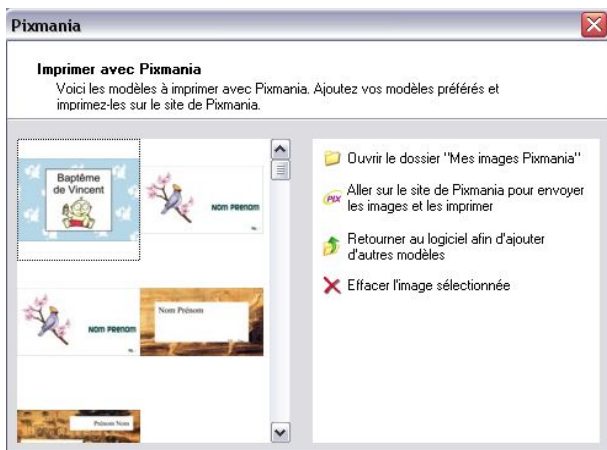 Pixmania
Imprimer avec Pixmania
Voici les modèles à imprimer avec Pixmania. Ajoutez vos modèles préférés et
imprimez-les sur le site de Pixmania.
Baptême
de Vincent
NOM PRENOM
NOM PRENOM
Nom Prénom
Prénom Nom
Ouvrir le dossier "Mes images Pixmania"
PIX
Aller sur le site de Pixmania pour envoyer
les images et les imprimer
Retourner au logiciel afin d'ajouter
d'autres modèles
Effacer l'image sélectionnée